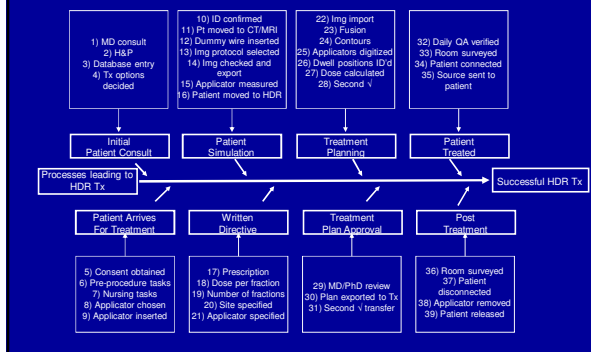 1) MD consult
2) H&P
3) Database entry
4) Tx options
decided
10) ID confirmed
11) Pt moved to CT/MRI
12) Dummy wire inserted
13) Img protocol selected
14) Img checked and
export
15) Applicator measured
16) Patient moved to HDR
22) Img import
23) Fusion
24) Contours
25) Applicators digitized
26) Dwell positions ID'd
27) Dose calculated
28) Second √
32) Daily QA verified
33) Room surveyed
34) Patient connected
35) Source sent to
patient
Initial
Patient Consult
Patient
Simulation
Treatment
Planning
Patient
Treated
Processes leading to
HDR Tx
Successful HDR Tx
Patient Arrives
For Treatment
Written
Directive
Treatment
Plan Approval
Post
Treatment
5) Consent obtained
6) Pre-procedure tasks
7) Nursing tasks
8) Applicator chosen
9) Applicator inserted
17) Prescription
18) Dose per fraction
19) Number of fractions
20) Site specified
21) Applicator specified
29) MD/PhD review
30) Plan exported to Tx
31) Second √ transfer
36) Room surveyed
37) Patient
disconnected
38) Applicator removed
39) Patient released